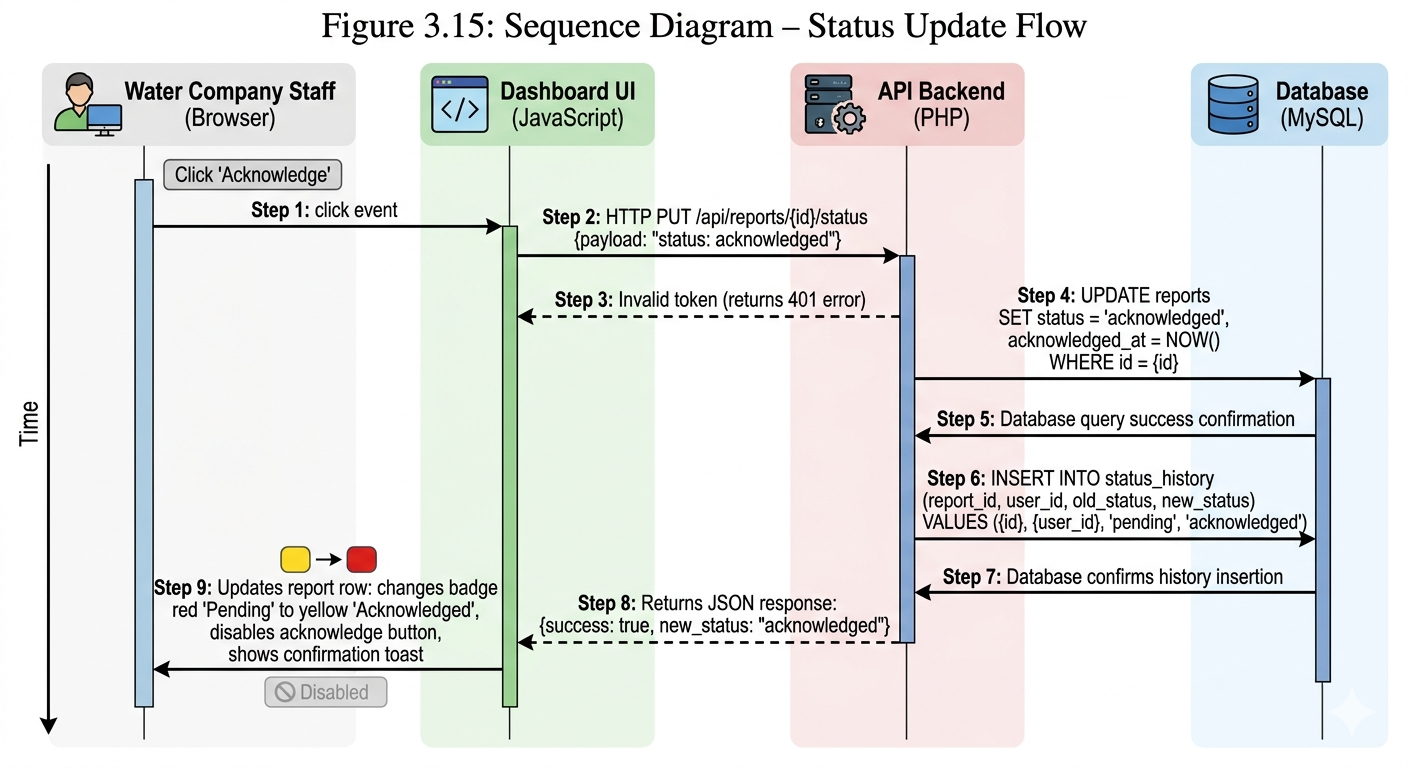 Figure 3.15: Sequence Diagram – Status Update Flow
Water Company Staff
(Browser)
Dashboard UI
(JavaScript)
API Backend
(PHP)
Database
(MySQL)
Time
Click 'Acknowledge'
Step 1: click event
Step 2: HTTP PUT /api/reports/{id}/status
{payload: "status: acknowledged"}
Step 3: Invalid token (returns 401 error)
Step 4: UPDATE reports
SET status = 'acknowledged',
acknowledged_at = NOW()
WHERE id = {id}
Step 5: Database query success confirmation
Step 6: INSERT INTO status_history
(report_id, user_id, old_status, new_status)
VALUES ({id}, {user_id}, 'pending', 'acknowledged')
Step 7: Database confirms history insertion
Step 8: Returns JSON response:
{success: true, new_status: "acknowledged"}
Step 9: Updates report row: changes badge
red 'Pending' to yellow 'Acknowledged',
disables acknowledge button,
shows confirmation toast
Disabled